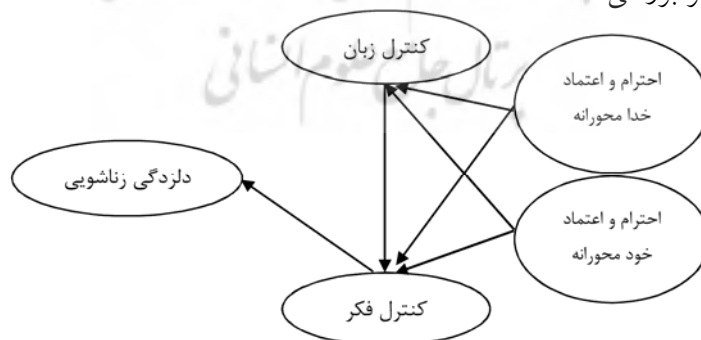 کنترل زبان
احترام و اعتماد
خدا محورانه
دلزدگی زناشویی
احترام و اعتماد
خود محورانه
کنترل فکر